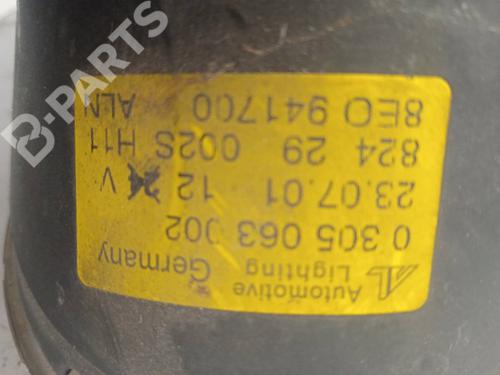 AL Automotive Lighting Germany
0 305 063 002
23.07.01 12 24 V
824 29 002S H11
8E0 941700 ALN
B-PARTS